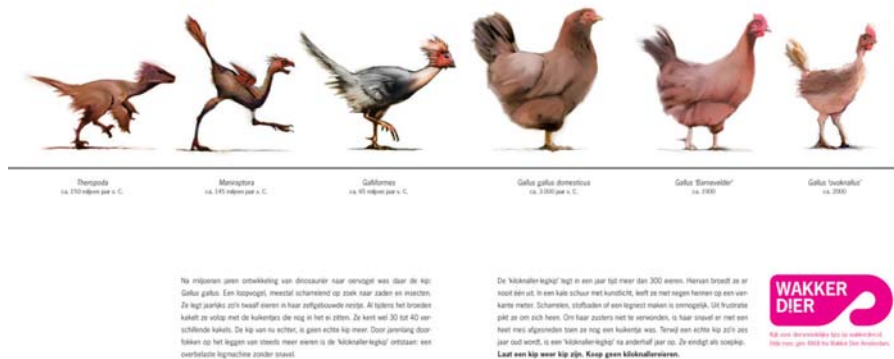 Theropoda
ca. 150 miljoen jaar v. C.
Maniraptora
ca. 145 miljoen jaar v. C.
Galliformes
ca. 65 miljoen jaar v. C.
Gallus gallus domesticus
ca. 3.000 jaar v. C.
Gallus 'Barnevelder'
ca. 1900
Gallus 'ovoknallus'
ca. 2000
Na miljoenen jaren ontwikkeling van dinosauriër naar oervogel was daar de kip:
Gallus gallus. Een loopvogel, meestal scharrelend op zoek naar zaden en insecten.
Ze legt jaarlijks zo'n twaalf eieren in haar zelfgebouwde nestje. Al tijdens het broeden
kakelt ze volop met de kuikentjes die nog in het ei zitten. Ze kent wel 30 tot 40 ver-
schillende kakels. De kip van nu echter, is geen echte kip meer. Door jarenlang door-
fokken op het leggen van steeds meer eieren is de 'kiloknaller-legkip' ontstaan: een
overbelaste legmachine zonder snavel.
De 'kiloknaller-legkip' legt in een jaar tijd meer dan 300 eieren. Hiervan broedt ze er
nooit één uit. In een kale schuur met kunstlicht, leeft ze met negen hennen op een vier-
kante meter. Scharrelen, stofbaden of een legnest maken is onmogelijk. Uit frustratie
pikt ze om zich heen. Om haar zusters niet te verwonden, is haar snavel er met een
heet mes afgesneden toen ze nog een kuikentje was. Terwijl een echte kip zo'n zes
jaar oud wordt, is een 'kiloknaller-legkip' na anderhalf jaar op. Ze eindigt als soepkip.
Laat een kip weer kip zijn. Koop geen kiloknallereieren.
WAKKER
DIER
Kijk voor diervriendelijke tips op wakkerdier.nl.